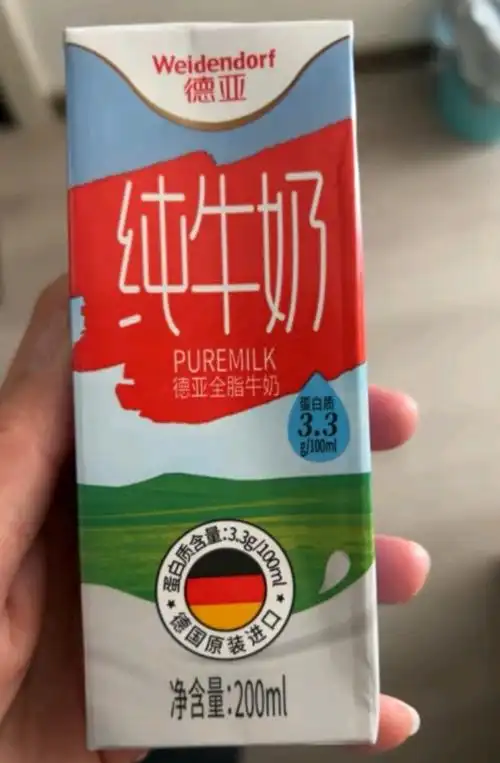 Weidendorf
德亚
纯牛奶
PUREMILK
德亚全脂牛奶
蛋白质
3.3
g/100ml
蛋白质含量:3.3g/100ml
德国原装进口
净含量:200ml